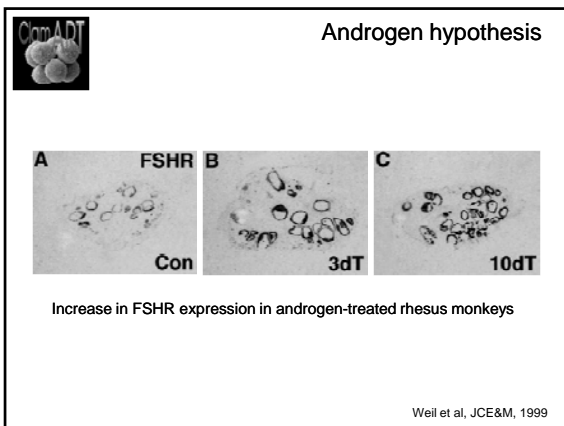 ClamART
Androgen hypothesis
A FSHR B C
Con 3dT 10dT
Increase in FSHR expression in androgen-treated rhesus monkeys
Weil et al, JCE&M, 1999